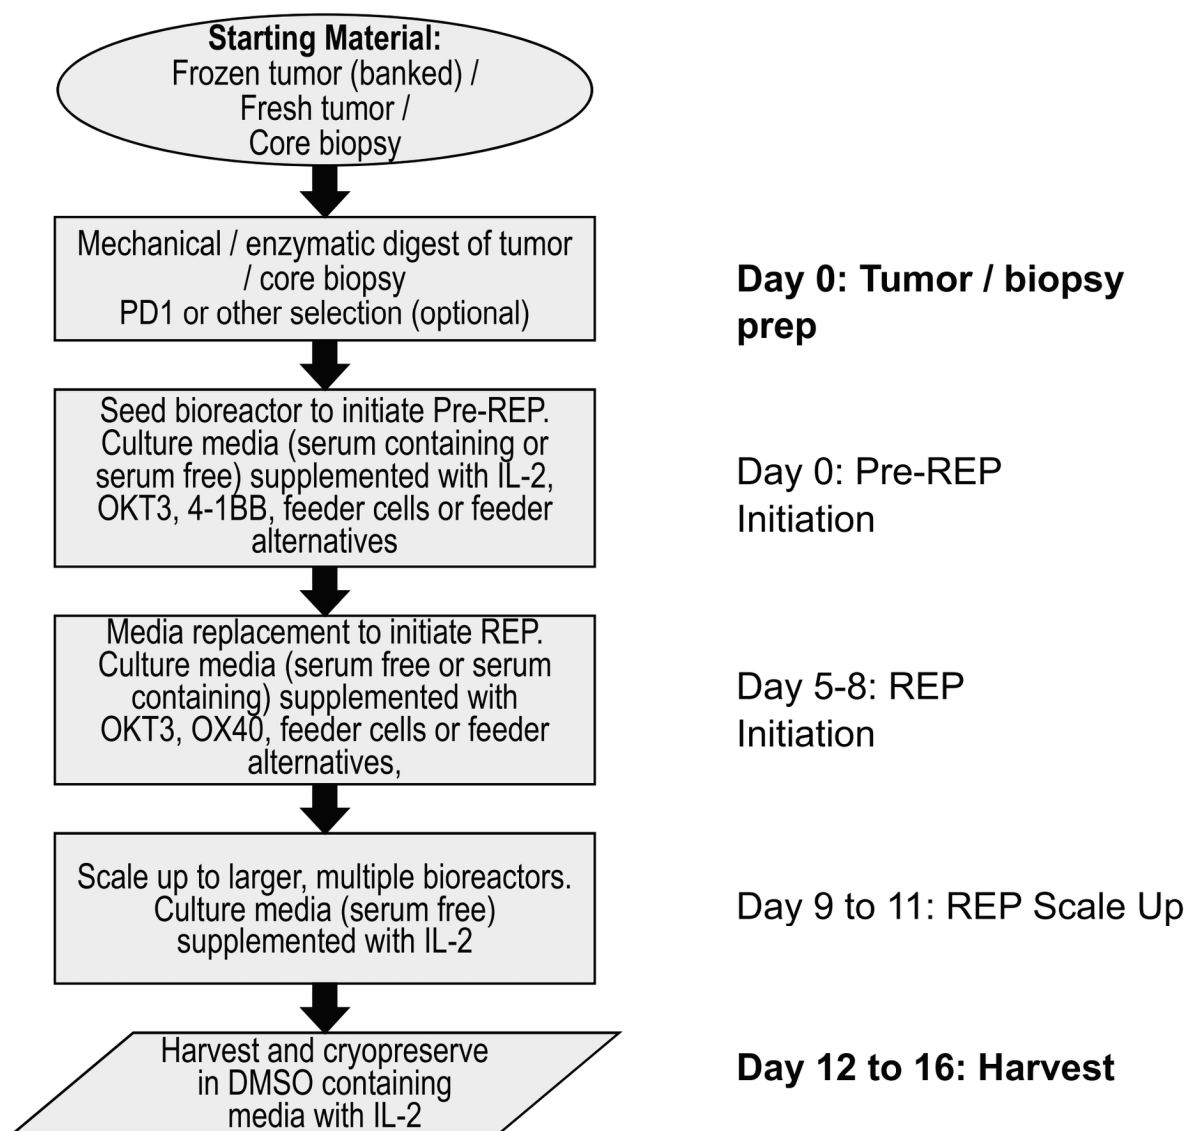 Starting Material:
Frozen tumor (banked) /
Fresh tumor /
Core biopsy
Mechanical / enzymatic digest of tumor
/ core biopsy
PD1 or other selection (optional)
Day 0: Tumor / biopsy
prep
Seed bioreactor to initiate Pre-REP.
Culture media (serum containing or
serum free) supplemented with IL-2,
OKT3, 4-1BB, feeder cells or feeder
alternatives
Day 0: Pre-REP
Initiation
Media replacement to initiate REP.
Culture media (serum free or serum
containing) supplemented with
OKT3, OX40, feeder cells or feeder
alternatives,
Day 5-8: REP
Initiation
Scale up to larger, multiple bioreactors.
Culture media (serum free)
supplemented with IL-2
Day 9 to 11: REP Scale Up
Harvest and cryopreserve
in DMSO containing
media with IL-2
Day 12 to 16: Harvest